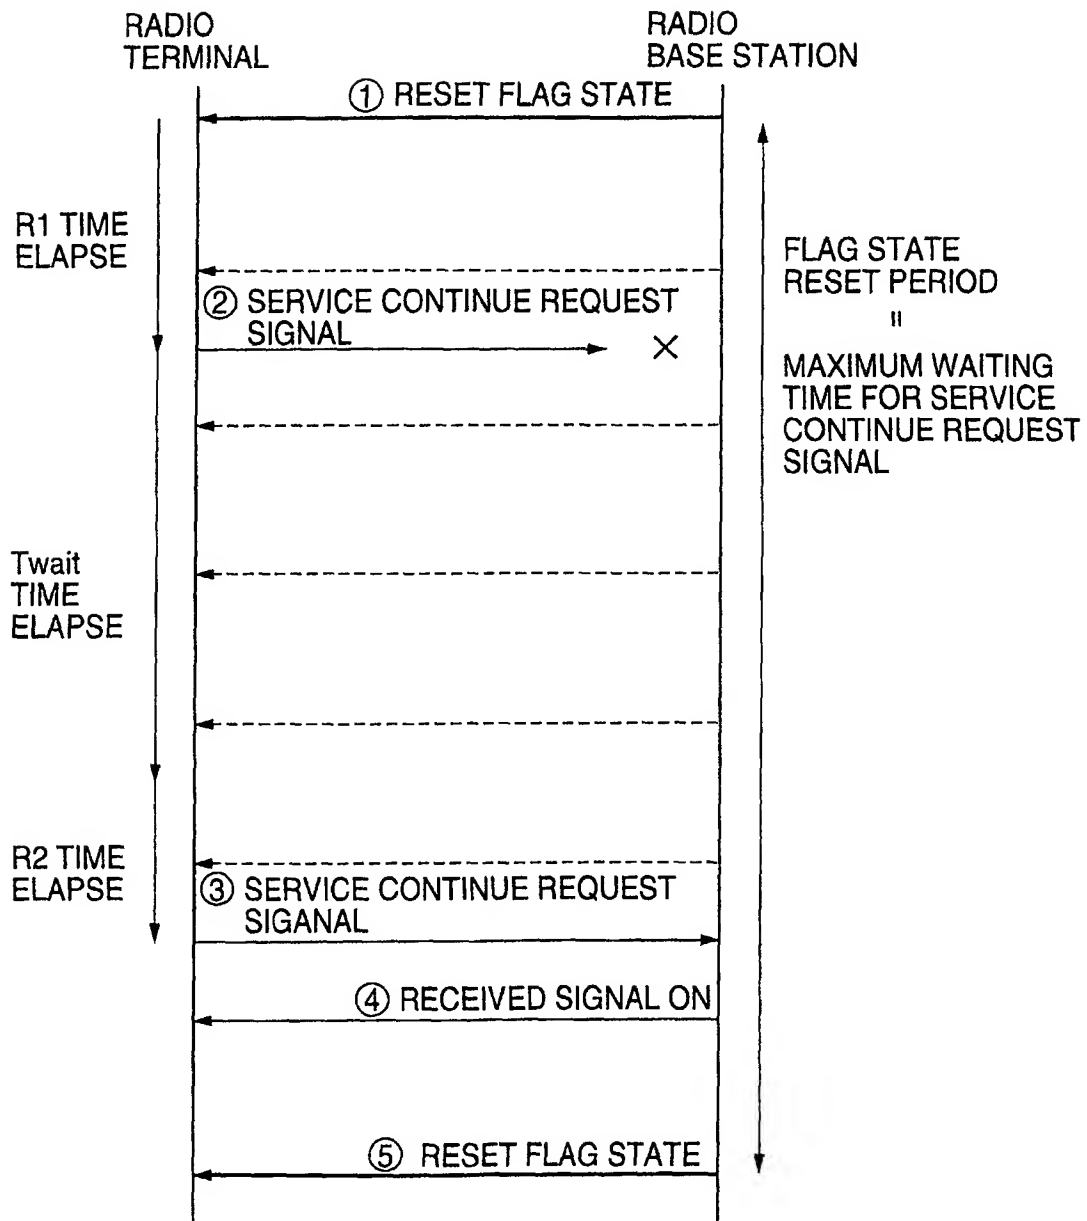 RADIO
TERMINAL
RADIO
BASE STATION
① RESET FLAG STATE
R1 TIME
ELAPSE
FLAG STATE
RESET PERIOD
=
MAXIMUM WAITING
TIME FOR SERVICE
CONTINUE REQUEST
SIGNAL
② SERVICE CONTINUE REQUEST
SIGNAL
×
Twait
TIME
ELAPSE
R2 TIME
ELAPSE
③ SERVICE CONTINUE REQUEST
SIGANAL
④ RECEIVED SIGNAL ON
⑤ RESET FLAG STATE